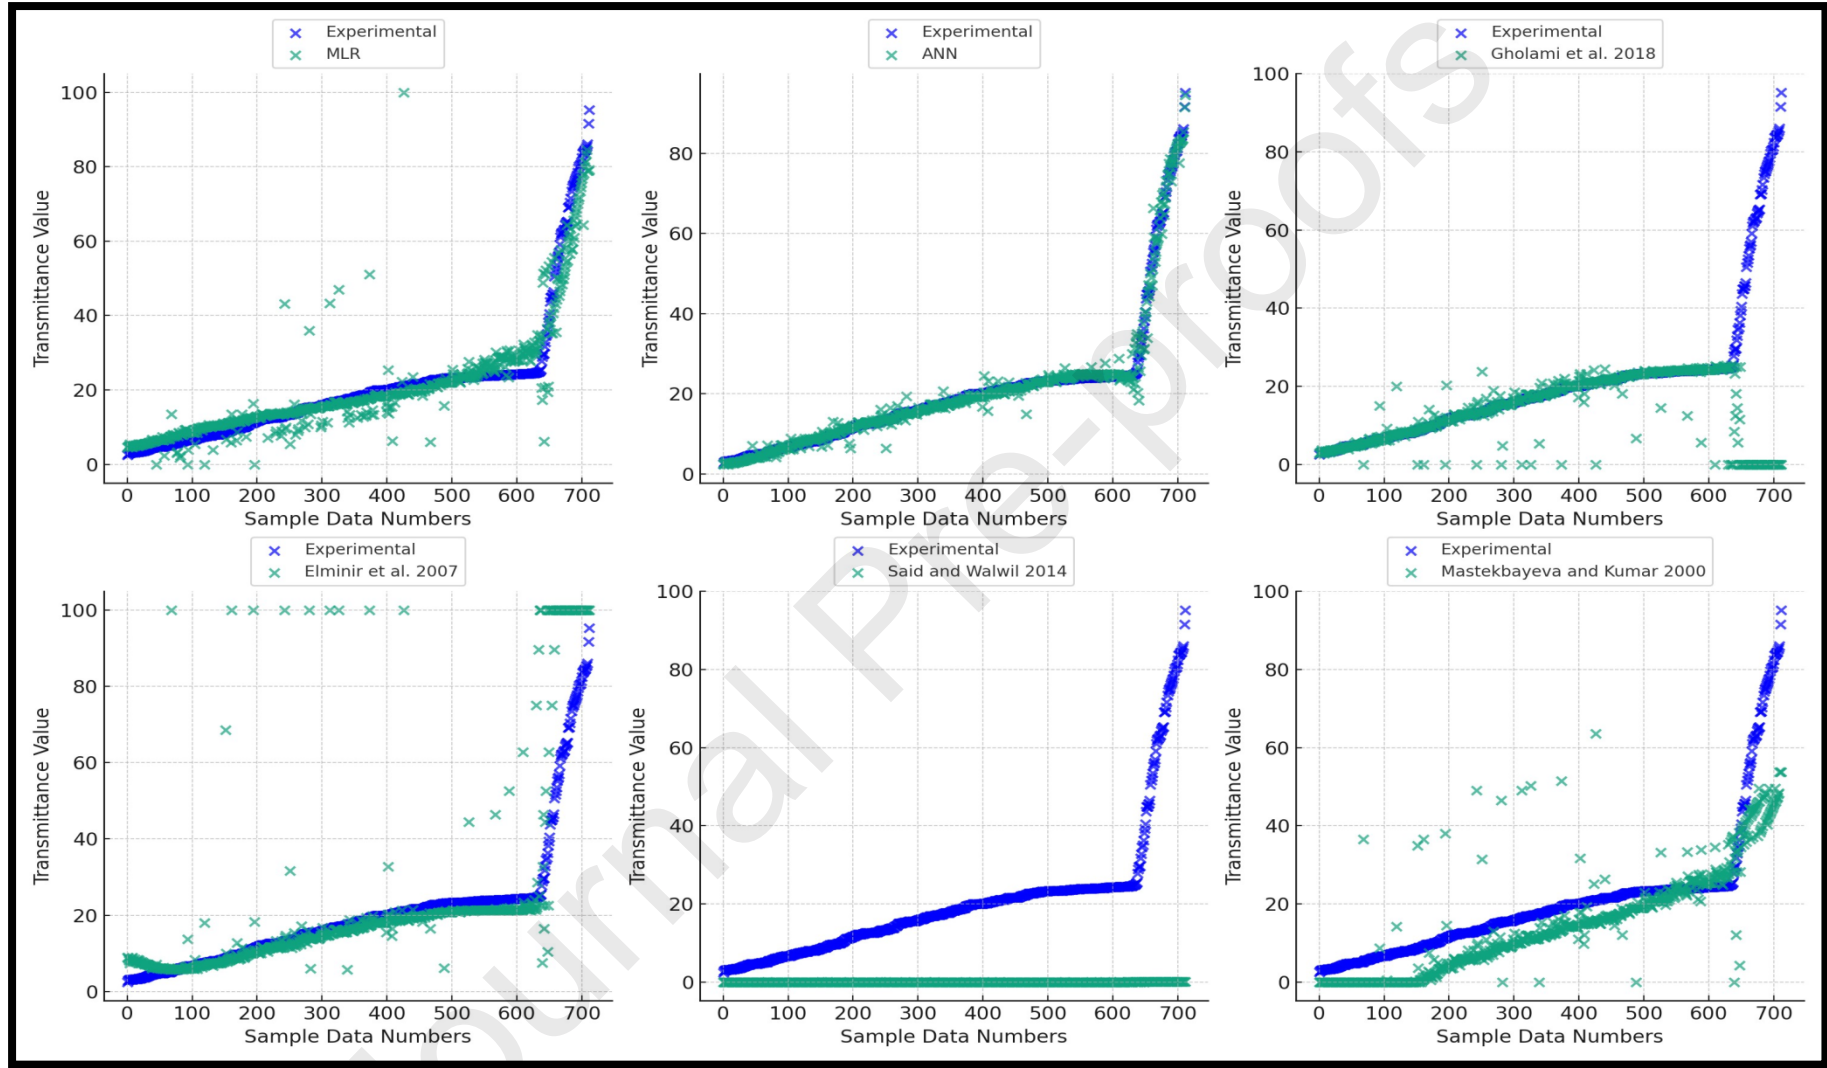 Experimental
MLR
Transmittance Value
100
80
60
40
20
0
0 100 200 300 400 500 600 700
Sample Data Numbers
Experimental
ANN
Transmittance Value
80
60
40
20
0
0 100 200 300 400 500 600 700
Sample Data Numbers
Experimental
Gholami et al. 2018
Transmittance Value
100
80
60
40
20
0
0 100 200 300 400 500 600 700
Sample Data Numbers
Experimental
Elminir et al. 2007
Transmittance Value
100
80
60
40
20
0
0 100 200 300 400 500 600 700
Sample Data Numbers
Experimental
Said and Walwil 2014
Transmittance Value
100
80
60
40
20
0
0 100 200 300 400 500 600 700
Sample Data Numbers
Experimental
Mastekbayeva and Kumar 2000
Transmittance Value
100
80
60
40
20
0
0 100 200 300 400 500 600 700
Sample Data Numbers
Journal Pre-proofs